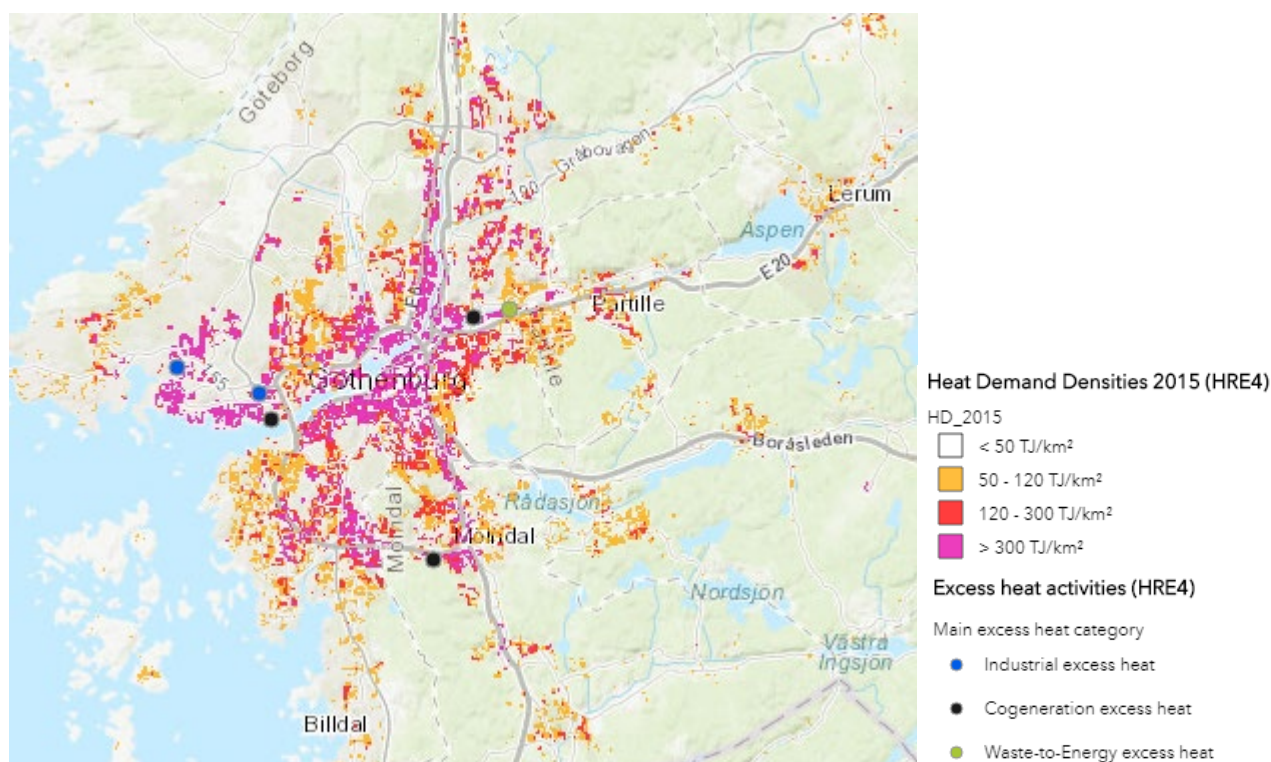 Göteborg
190
Gråbovägen
Lerum
Aspen
E20
E6
Partille
155
Gothenburg
Boråsleden
Rådasjön
Mölndal
Mölndal
Nordsjön
Västra
Ingsjön
Billdal
Heat Demand Densities 2015 (HRE4)
HD_2015
< 50 TJ/km²
50 - 120 TJ/km²
120 - 300 TJ/km²
> 300 TJ/km²
Excess heat activities (HRE4)
Main excess heat category
Industrial excess heat
Cogeneration excess heat
Waste-to-Energy excess heat